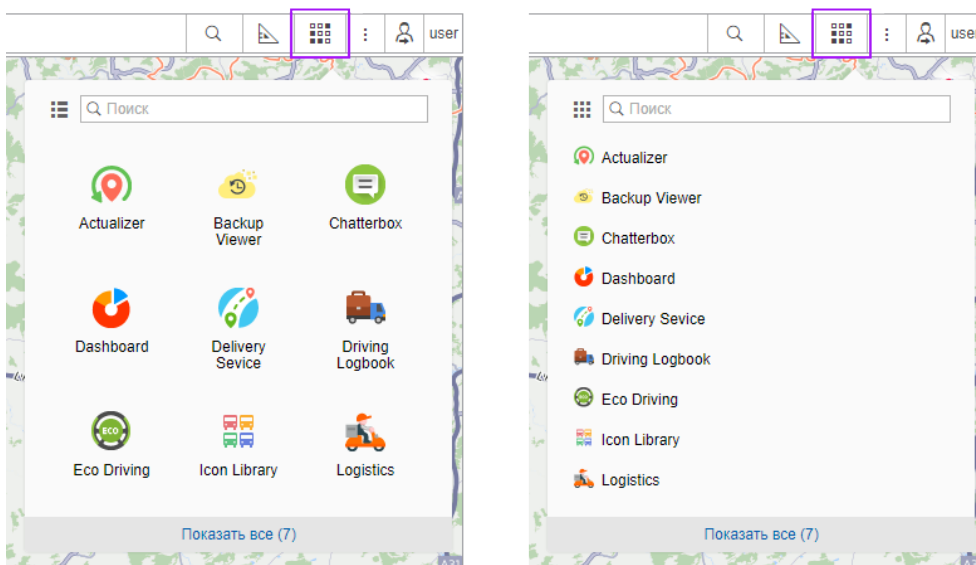 user
Поиск
Actualizer
Backup
Viewer
Chatterbox
Dashboard
Delivery
Sevice
Driving
Logbook
ECO
Eco Driving
Icon Library
Logistics
Показать все (7)
user
Поиск
Actualizer
Backup Viewer
Chatterbox
Dashboard
Delivery Sevice
Driving Logbook
Eco Driving
Icon Library
Logistics
Показать все (7)